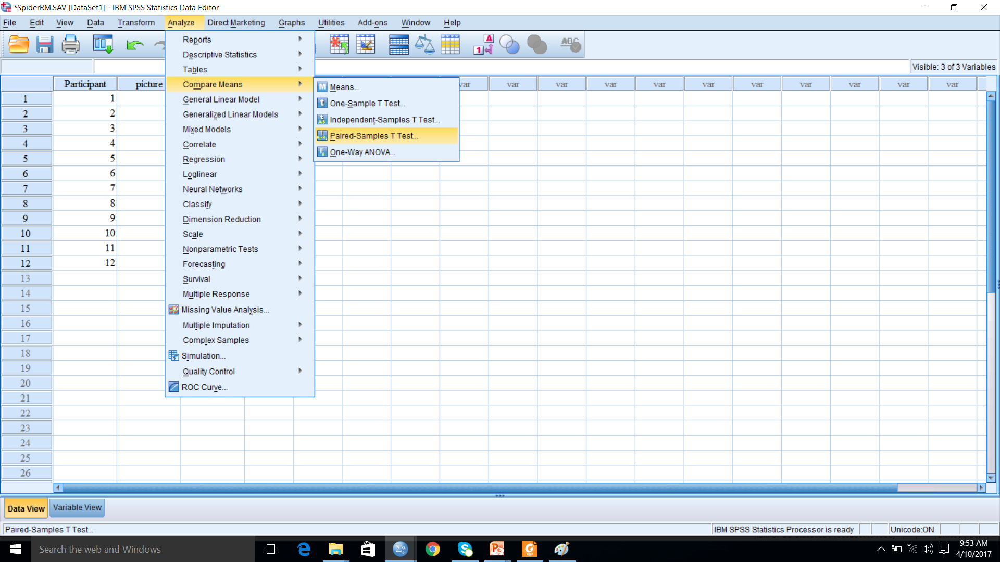 *SpiderRM.SAV [DataSet1] - IBM SPSS Statistics Data Editor
File Edit View Data Transform Analyze Direct Marketing Graphs Utilities Add-ons Window Help
Visible: 3 of 3 Variables
Participant picture var var var var var var var var var var var
1 1
2 2
3 3
4 4
5 5
6 6
7 7
8 8
9 9
10 10
11 11
12 12
13
14
15
16
17
18
19
20
21
22
23
24
25
26
Reports
Descriptive Statistics
Tables
Compare Means
General Linear Model
Generalized Linear Models
Mixed Models
Correlate
Regression
Loglinear
Neural Networks
Classify
Dimension Reduction
Scale
Nonparametric Tests
Forecasting
Survival
Multiple Response
Missing Value Analysis...
Multiple Imputation
Complex Samples
Simulation...
Quality Control
ROC Curve...
Means...
One-Sample T Test...
Independent-Samples T Test...
Paired-Samples T Test...
One-Way ANOVA...
Data View Variable View
Paired-Samples T Test... IBM SPSS Statistics Processor is ready Unicode:ON
Search the web and Windows
9:53 AM
4/10/2017